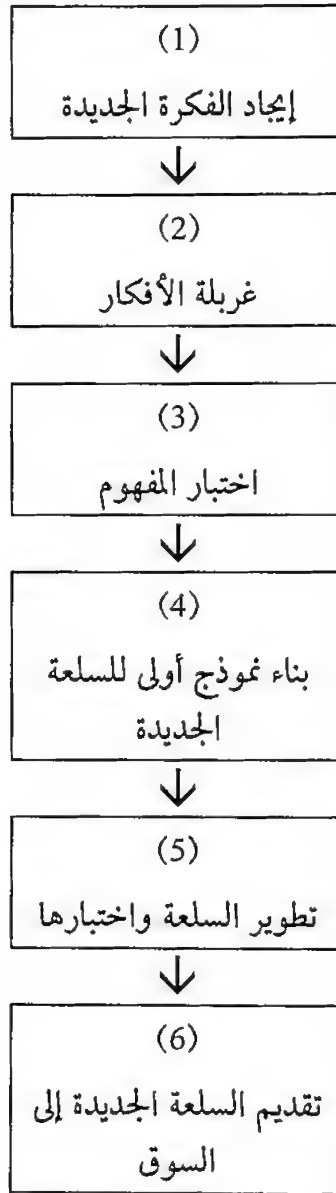 (1)
إيجاد الفكرة الجديدة
(2)
غربلة الأفكار
(3)
اختبار المفهوم
(4)
بناء نموذج أولى للسلعة
الجديدة
(5)
تطوير السلعة واختبارها
(6)
تقديم السلعة الجديدة إلى
السوق